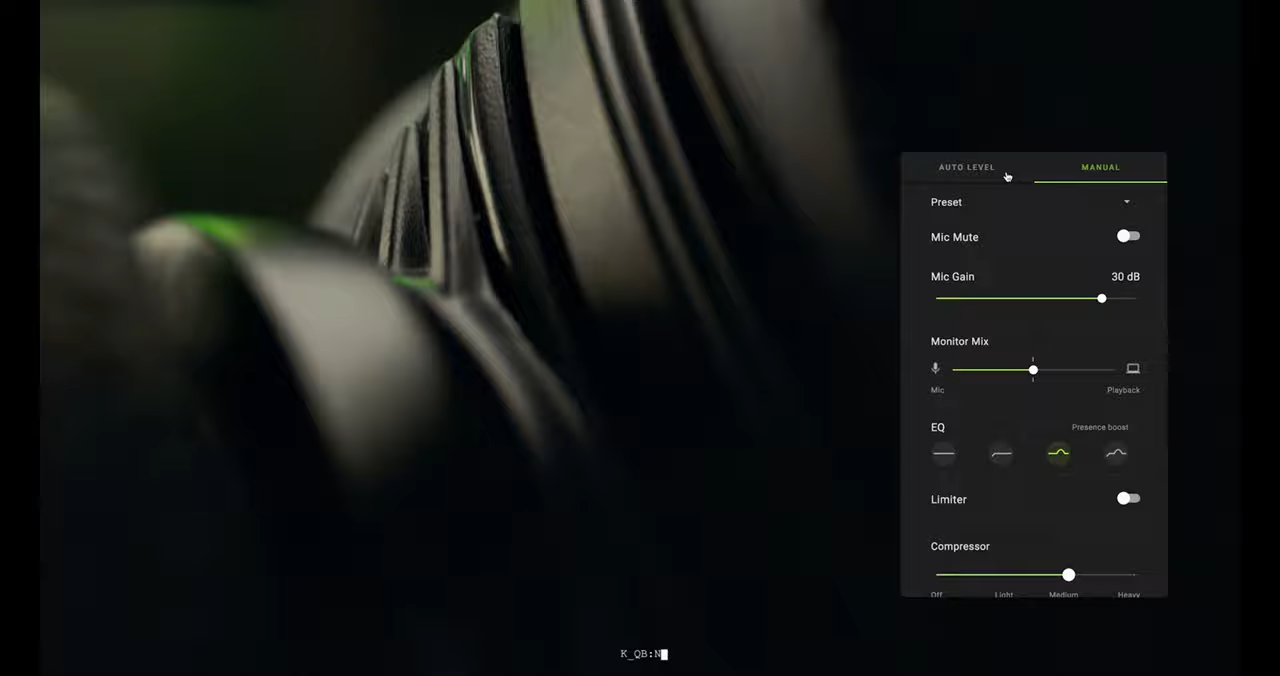 AUTO LEVEL MANUAL
Preset
Mic Mute
Mic Gain 30 dB
Monitor Mix
Mic Playback
EQ Presence boost
Limiter
Compressor
Off Light Medium Heavy
K_QB:N